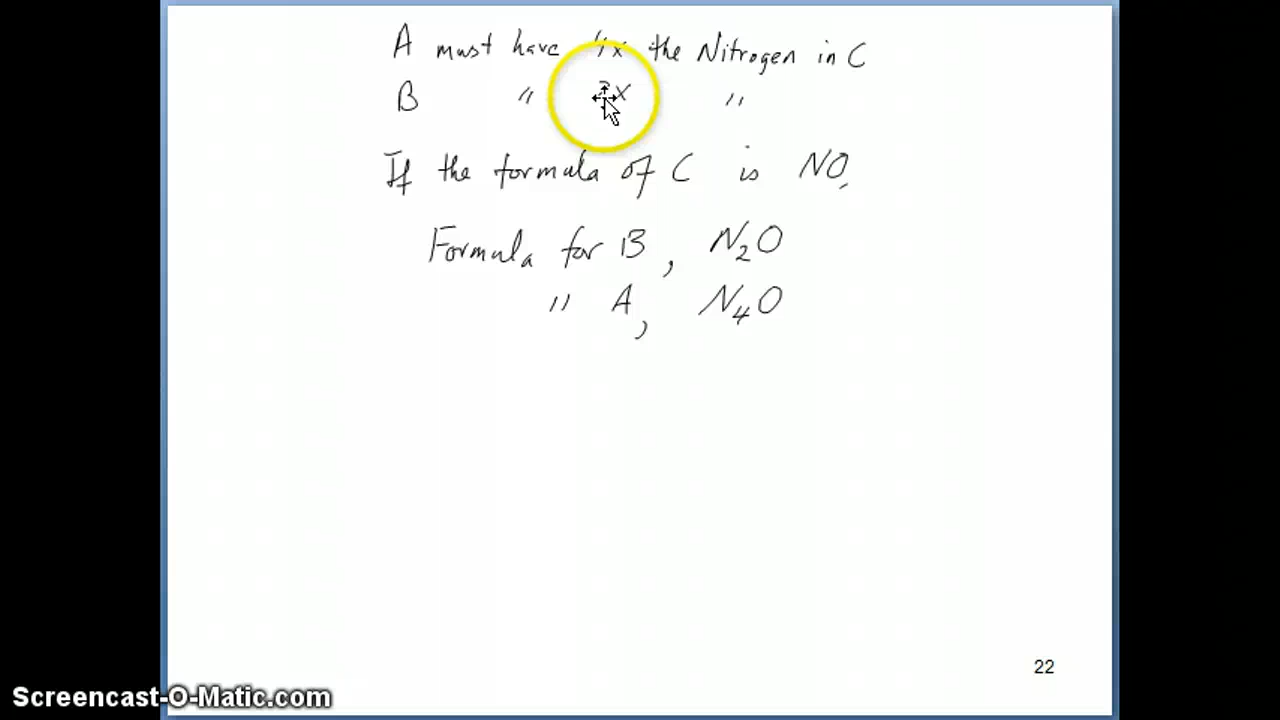 A must have 4x the Nitrogen in C
B " 2x "
If the formula of C is NO,
Formula for B, N₂O
" A, N₄O
22
Screencast-O-Matic.com